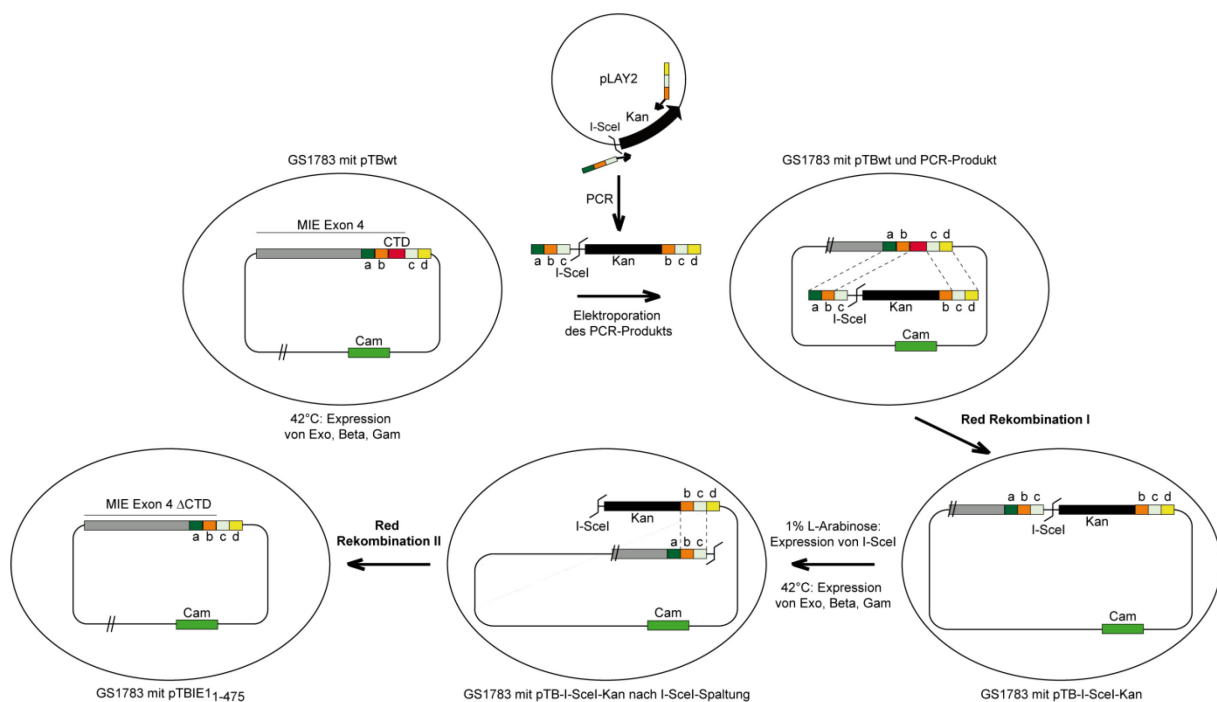 pLAY2
Kan
I-SceI
PCR
GS1783 mit pTBwt
MIE Exon 4
CTD
a b c d
Cam
42°C: Expression
von Exo, Beta, Gam
a b c
I-SceI
Kan
b c d
Elektroporation
des PCR-Produkts
GS1783 mit pTBwt und PCR-Produkt
a b c d
a b c
I-SceI
Kan
b c d
Cam
Red Rekombination I
a b c
I-SceI
Kan
b c d
Cam
GS1783 mit pTB-I-SceI-Kan
1% L-Arabinose:
Expression von I-SceI
42°C: Expression
von Exo, Beta, Gam
b c d
I-SceI
Kan
a b c
Cam
GS1783 mit pTB-I-SceI-Kan nach I-SceI-Spaltung
Red
Rekombination II
MIE Exon 4 ΔCTD
a b c d
Cam
GS1783 mit pTBIE1₁₋₄₇₅